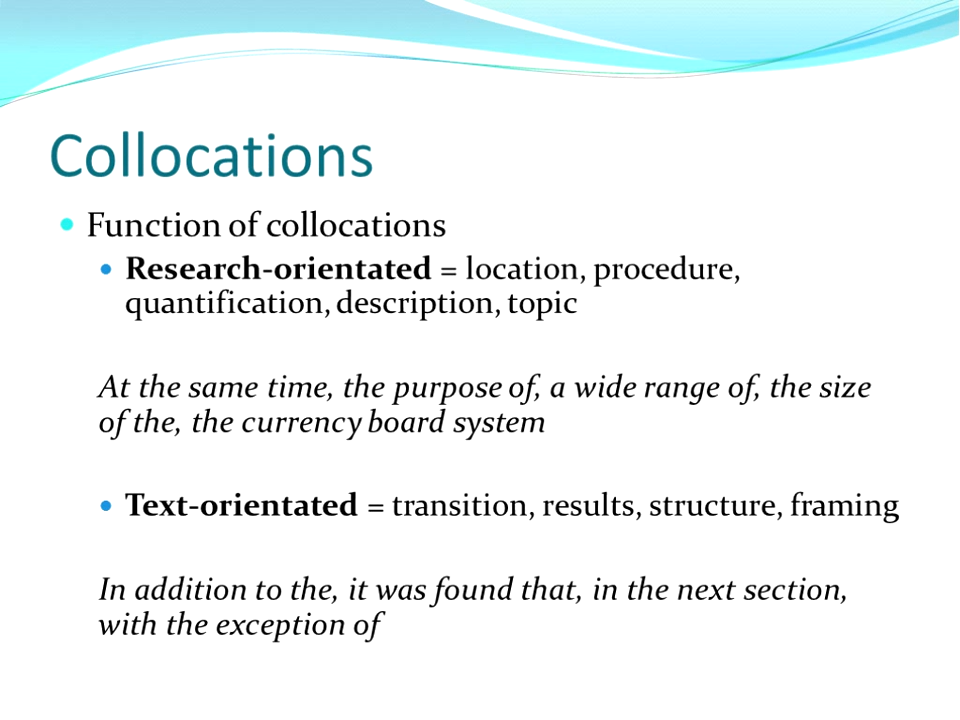 Collocations
Function of collocations
Research-orientated = location, procedure,
quantification, description, topic
At the same time, the purpose of, a wide range of, the size
of the, the currency board system
Text-orientated = transition, results, structure, framing
In addition to the, it was found that, in the next section,
with the exception of